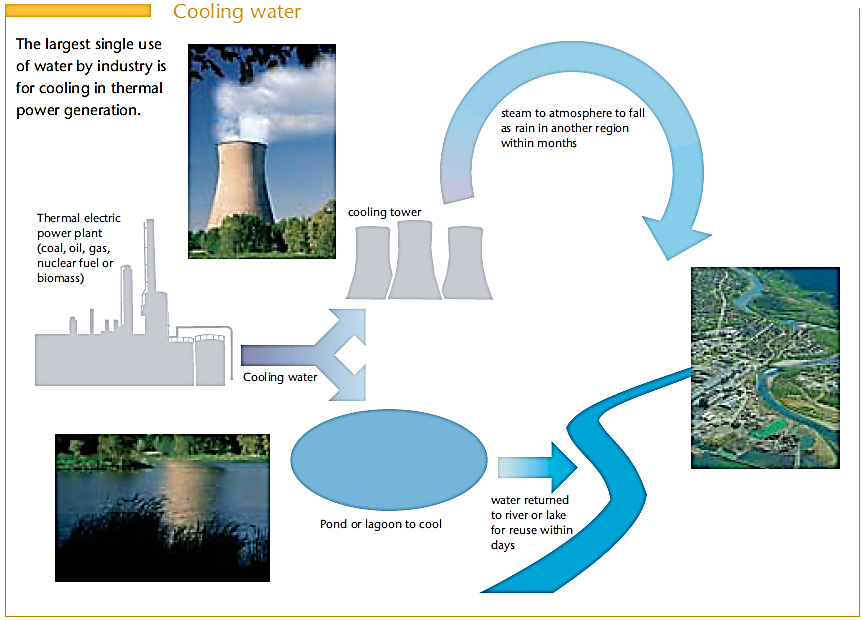 Cooling water
The largest single use
of water by industry is
for cooling in thermal
power generation.
steam to atmosphere to fall
as rain in another region
within months
cooling tower
Thermal electric
power plant
(coal, oil, gas,
nuclear fuel or
biomass)
Cooling water
Pond or lagoon to cool
water returned
to river or lake
for reuse within
days